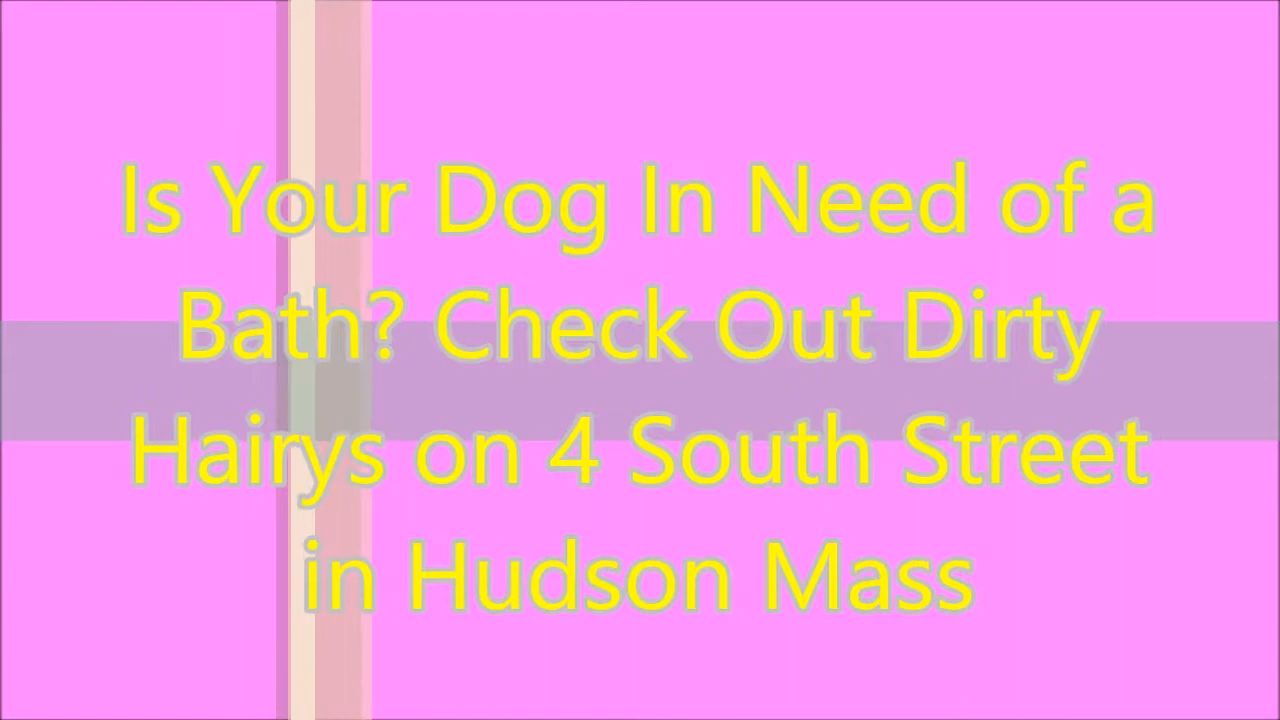 Is Your Dog In Need of a
Bath? Check Out Dirty
Hairys on 4 South Street
in Hudson Mass